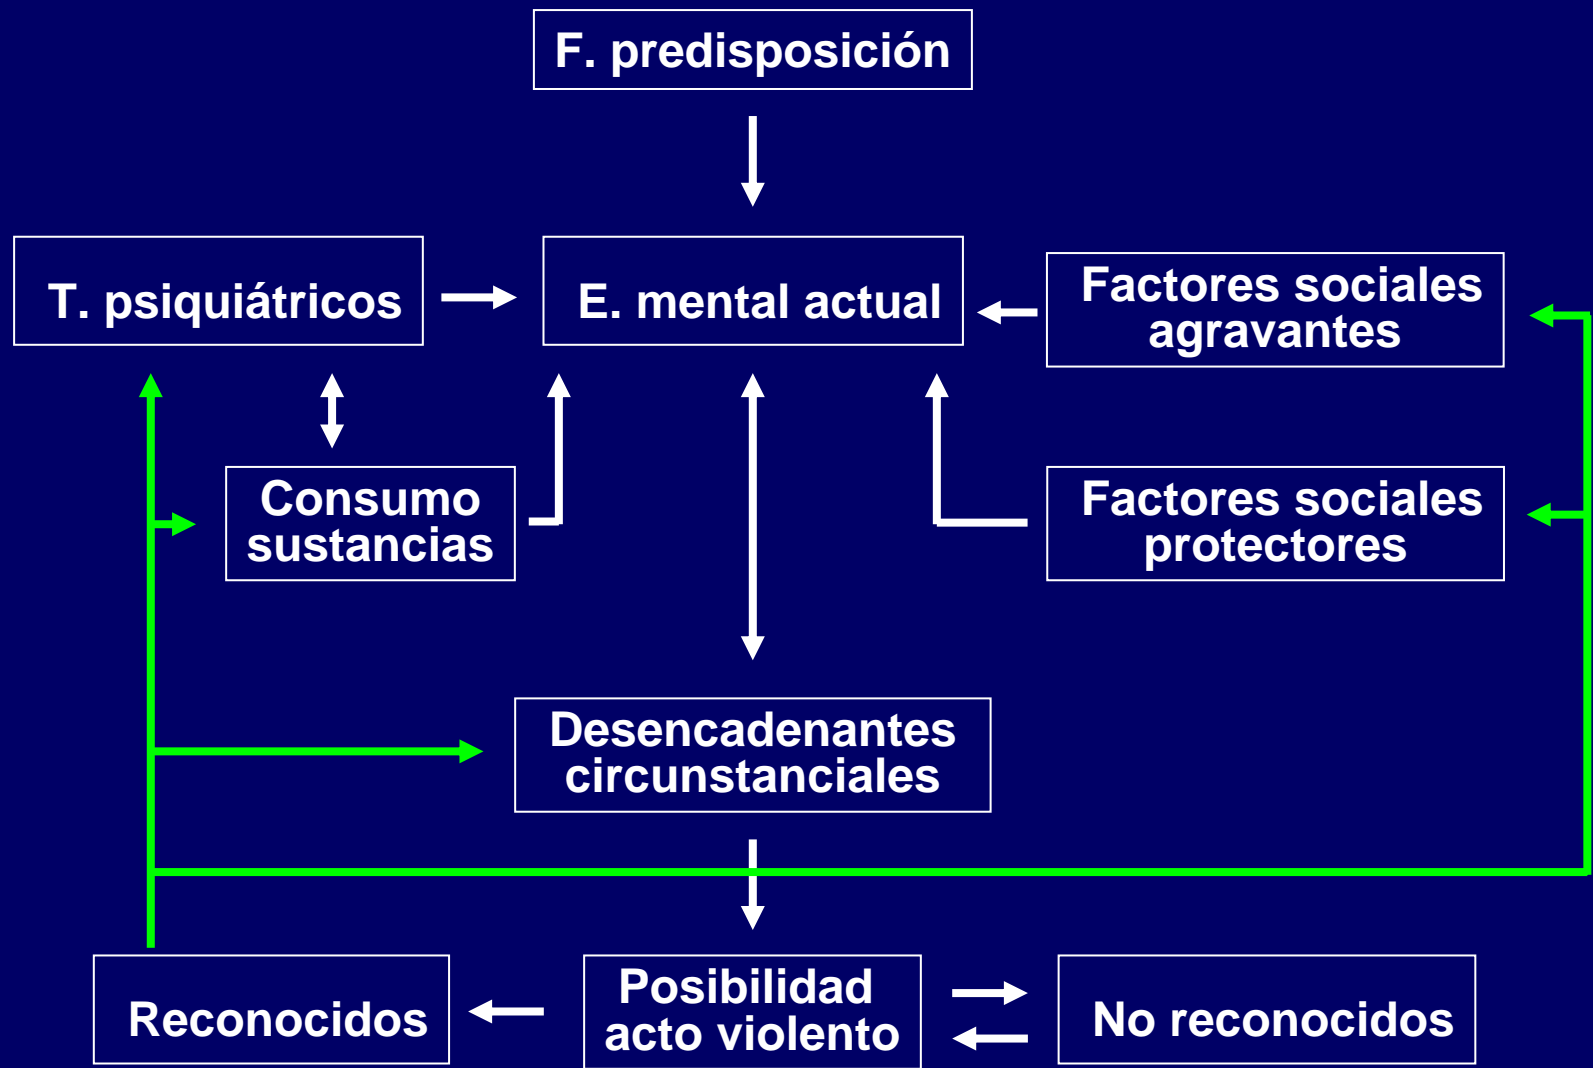 F. predisposición
T. psiquiátricos
E. mental actual
Factores sociales
agravantes
Consumo
sustancias
Factores sociales
protectores
Desencadenantes
circunstanciales
Reconocidos
Posibilidad
acto violento
No reconocidos